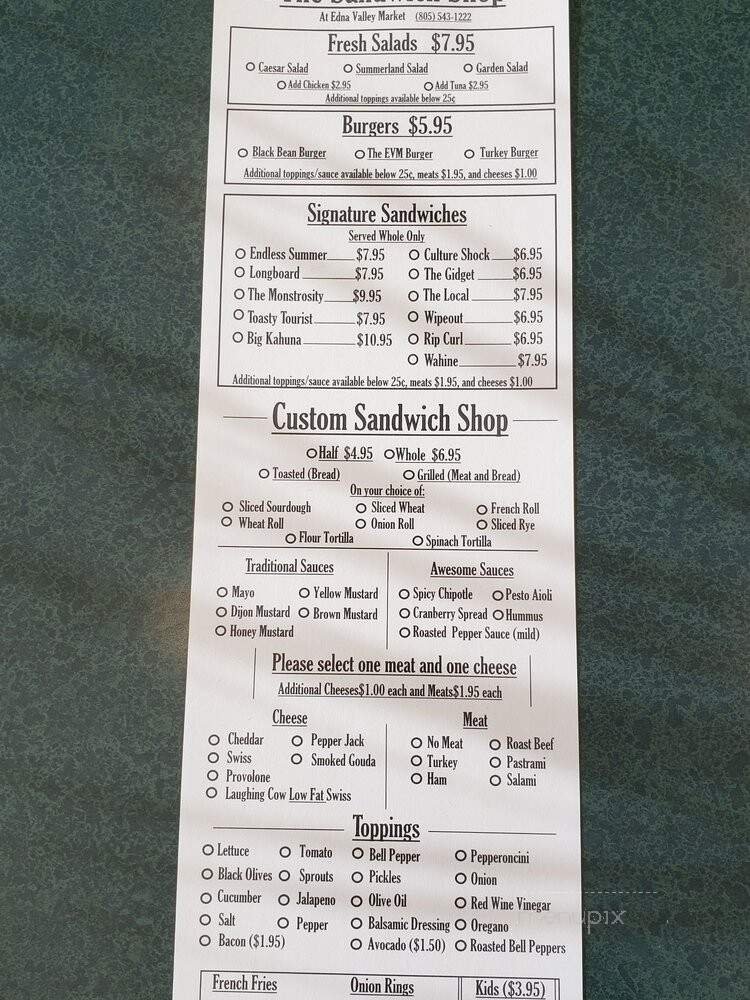 The Sandwich Shop
At Edna Valley Market (805) 543-1222
Fresh Salads $7.95
Caesar Salad Summerland Salad Garden Salad
Add Chicken $2.95 Add Tuna $2.95
Additional toppings available below 25¢
Burgers $5.95
Black Bean Burger The EVM Burger Turkey Burger
Additional toppings/sauce available below 25¢, meats $1.95, and cheeses $1.00
Signature Sandwiches
Served Whole Only
Endless Summer $7.95 Culture Shock $6.95
Longboard $7.95 The Gidget $6.95
The Monstrosity $9.95 The Local $7.95
Toasty Tourist $7.95 Wipeout $6.95
Big Kahuna $10.95 Rip Curl $6.95
Wahine $7.95
Additional toppings/sauce available below 25¢, meats $1.95, and cheeses $1.00
Custom Sandwich Shop
Half $4.95 Whole $6.95
Toasted (Bread) Grilled (Meat and Bread)
On your choice of:
Sliced Sourdough Sliced Wheat French Roll
Wheat Roll Onion Roll Sliced Rye
Flour Tortilla Spinach Tortilla
Traditional Sauces
Mayo Yellow Mustard
Dijon Mustard Brown Mustard
Honey Mustard
Awesome Sauces
Spicy Chipotle Pesto Aioli
Cranberry Spread Hummus
Roasted Pepper Sauce (mild)
Please select one meat and one cheese
Additional Cheeses$1.00 each and Meats$1.95 each
Cheese
Cheddar Pepper Jack
Swiss Smoked Gouda
Provolone
Laughing Cow Low Fat Swiss
Meat
No Meat Roast Beef
Turkey Pastrami
Ham Salami
Toppings
Lettuce Tomato Bell Pepper Pepperoncini
Black Olives Sprouts Pickles Onion
Cucumber Jalapeno Olive Oil Red Wine Vinegar
Salt Pepper Balsamic Dressing Oregano
Bacon ($1.95) Avocado ($1.50) Roasted Bell Peppers
French Fries Onion Rings Kids ($3.95)
menupix